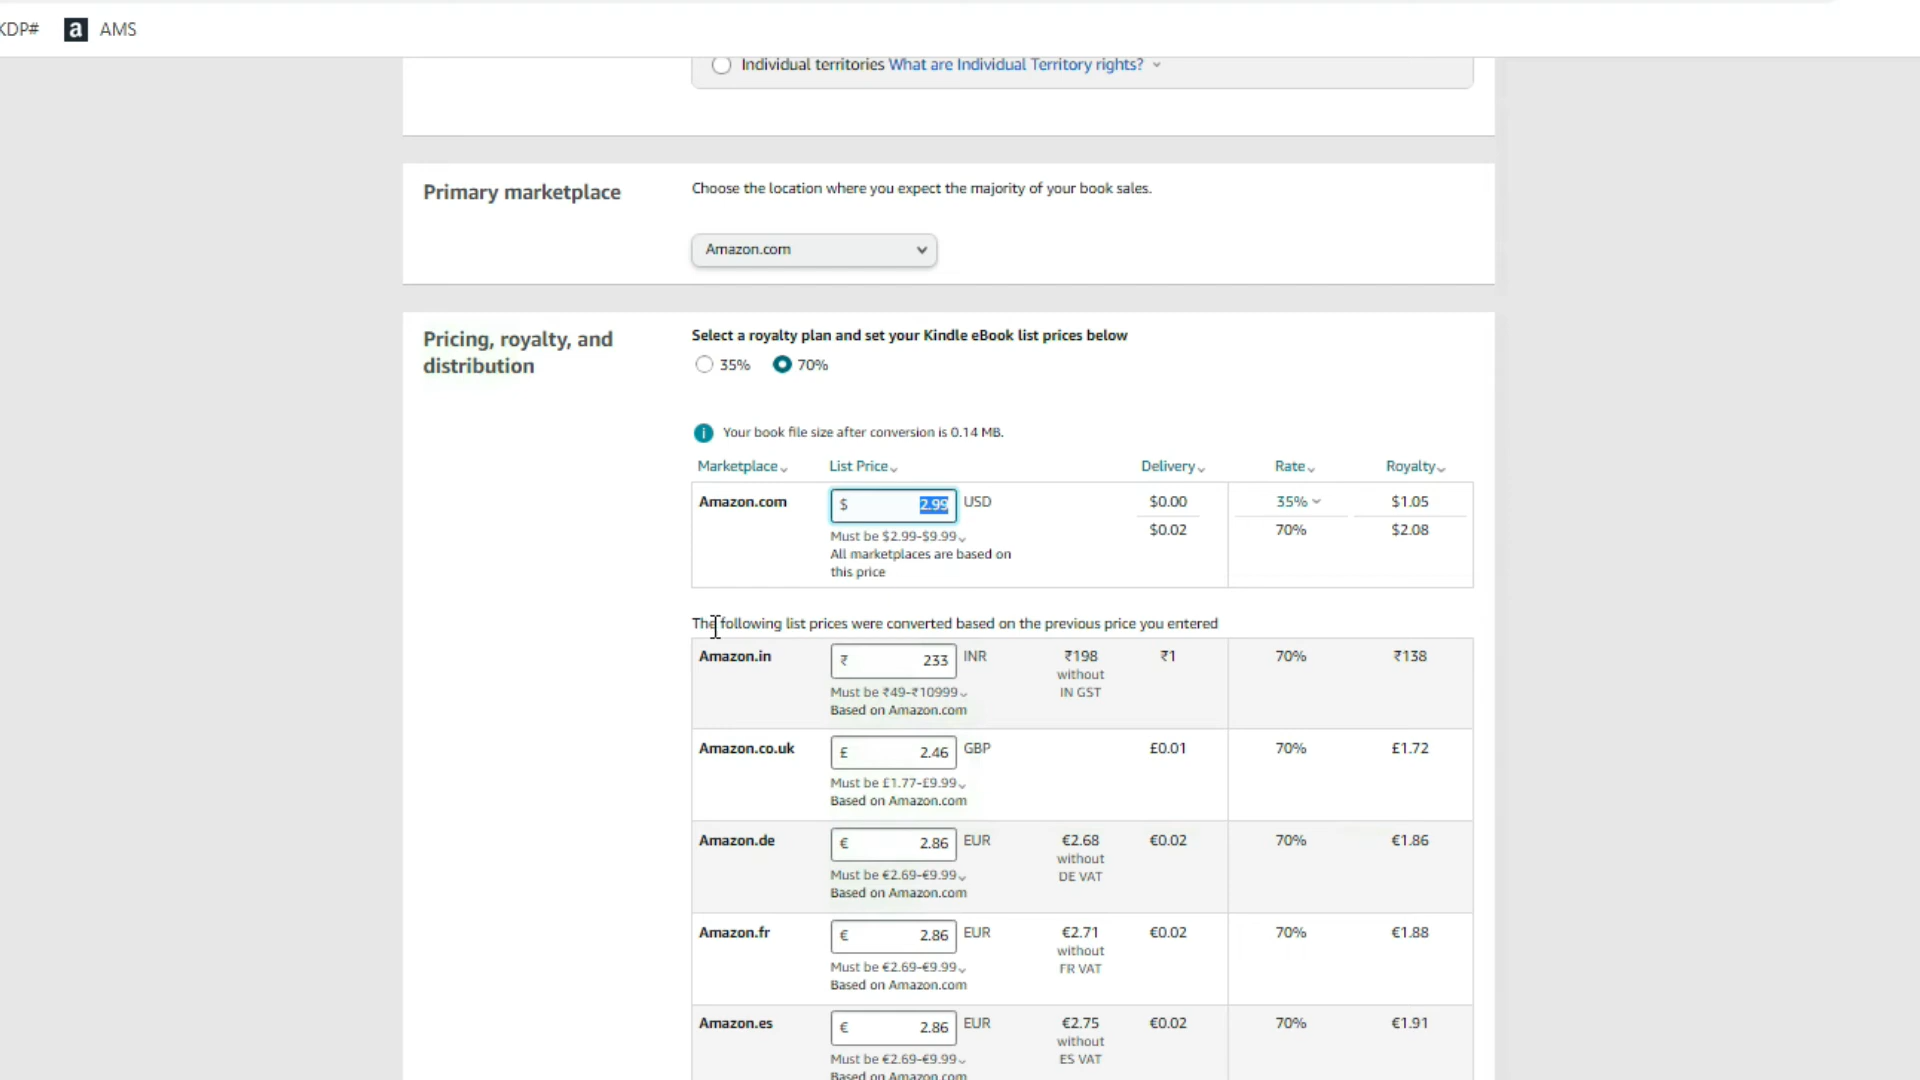 KDP# a AMS
Individual territories What are Individual Territory rights?
Primary marketplace
Choose the location where you expect the majority of your book sales.
Amazon.com
Pricing, royalty, and distribution
Select a royalty plan and set your Kindle eBook list prices below
35% 70%
Your book file size after conversion is 0.14 MB.
Marketplace List Price Delivery Rate Royalty
Amazon.com $ 2.99 USD $0.00 35% $1.05
$0.02 70% $2.08
Must be $2.99-$9.99
All marketplaces are based on
this price
The following list prices were converted based on the previous price you entered
Amazon.in ₹ 233 INR ₹198 ₹1 70% ₹138
without
Must be ₹49-₹10999 IN GST
Based on Amazon.com
Amazon.co.uk £ 2.46 GBP £0.01 70% £1.72
Must be £1.77-£9.99
Based on Amazon.com
Amazon.de € 2.86 EUR €2.68 €0.02 70% €1.86
without
Must be €2.69-€9.99 DE VAT
Based on Amazon.com
Amazon.fr € 2.86 EUR €2.71 €0.02 70% €1.88
without
Must be €2.69-€9.99 FR VAT
Based on Amazon.com
Amazon.es € 2.86 EUR €2.75 €0.02 70% €1.91
without
Must be €2.69-€9.99 ES VAT
Based on Amazon.com